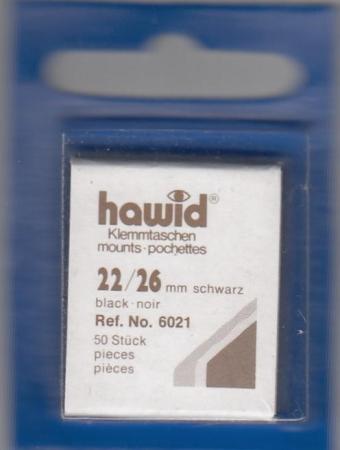 hawid®
Klemmtaschen
mounts·pochettes
22/26 mm schwarz
black·noir
Ref. No. 6021
50 Stück
pieces
pièces